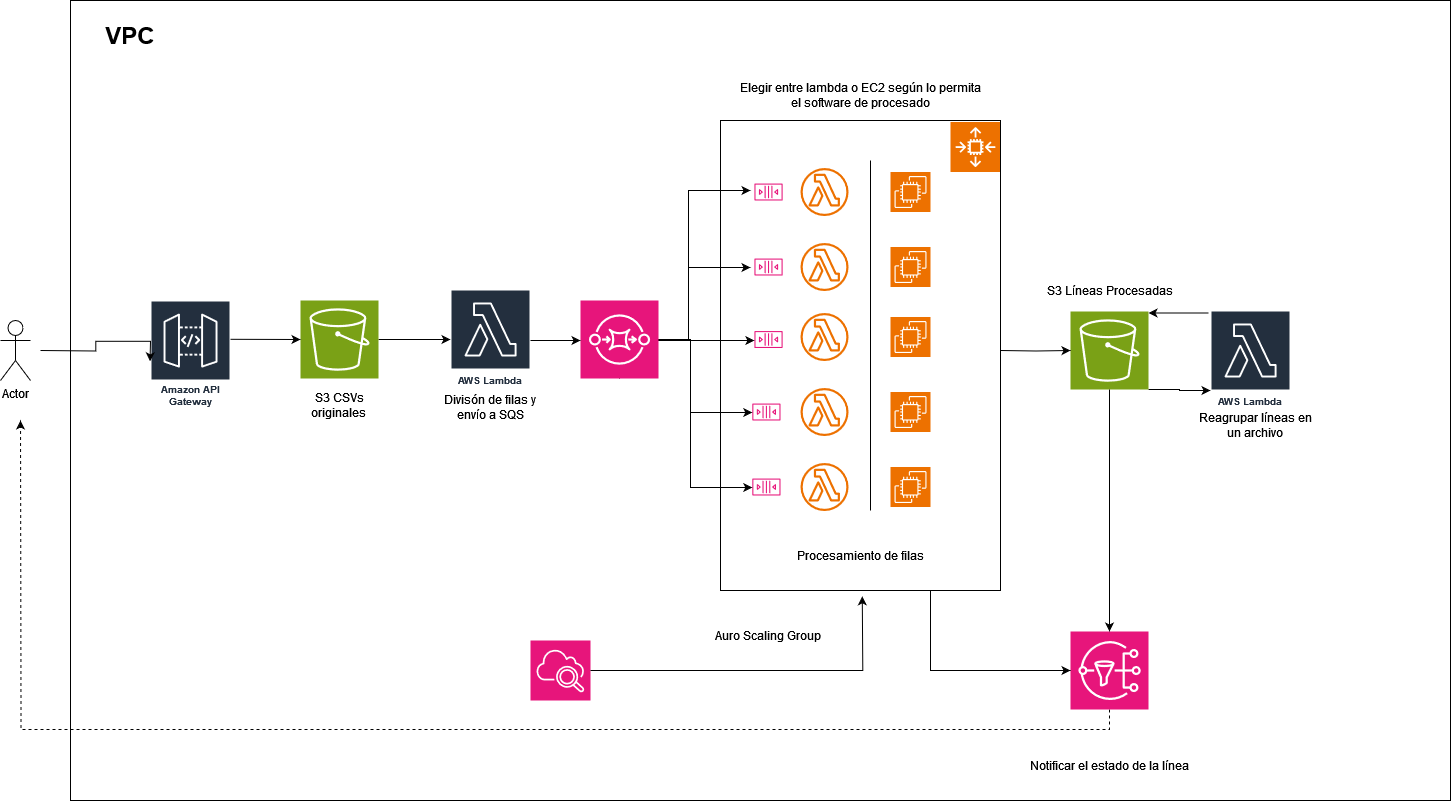 VPC
Elegir entre lambda o EC2 según lo permita
el software de procesado
S3 Líneas Procesadas
Actor
Amazon API
Gateway
S3 CSVs
originales
AWS Lambda
Divisón de filas y
envío a SQS
AWS Lambda
Reagrupar líneas en
un archivo
Procesamiento de filas
Auro Scaling Group
Notificar el estado de la línea